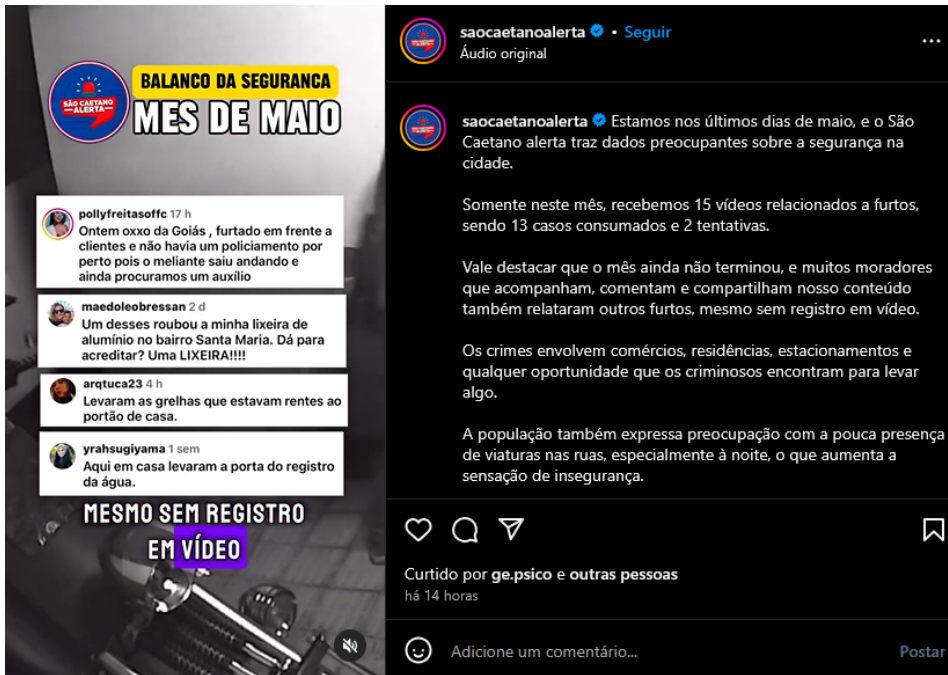 SÃO CAETANO
ALERTA
BALANCO DA SEGURANCA
MES DE MAIO
pollyfreitasoffc 17 h
Ontem oxxo da Goiás , furtado em frente a
clientes e não havia um policiamento por
perto pois o meliante saiu andando e
ainda procuramos um auxílio
maedoleobressan 2 d
Um desses roubou a minha lixeira de
alumínio no bairro Santa Maria. Dá para
acreditar? Uma LIXEIRA!!!!
arqtuca23 4 h
Levaram as grelhas que estavam rentes ao
portão de casa.
yrahsugiyama 1 sem
Aqui em casa levaram a porta do registro
da água.
MESMO SEM REGISTRO
EM VÍDEO
saocaetanoalerta • Seguir
Áudio original
saocaetanoalerta Estamos nos últimos dias de maio, e o São
Caetano alerta traz dados preocupantes sobre a segurança na
cidade.
Somente neste mês, recebemos 15 vídeos relacionados a furtos,
sendo 13 casos consumados e 2 tentativas.
Vale destacar que o mês ainda não terminou, e muitos moradores
que acompanham, comentam e compartilham nosso conteúdo
também relataram outros furtos, mesmo sem registro em vídeo.
Os crimes envolvem comércios, residências, estacionamentos e
qualquer oportunidade que os criminosos encontram para levar
algo.
A população também expressa preocupação com a pouca presença
de viaturas nas ruas, especialmente à noite, o que aumenta a
sensação de insegurança.
Curtido por ge.psico e outras pessoas
há 14 horas
Adicione um comentário...
Postar